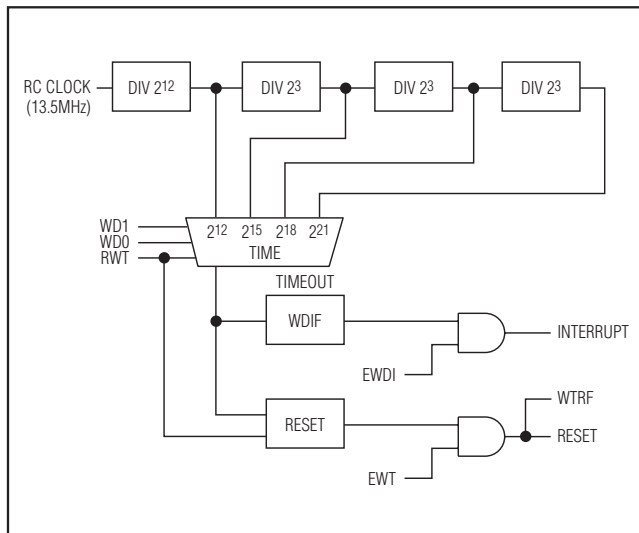 RC CLOCK
(13.5MHz)
DIV 2¹²
DIV 2³
DIV 2³
DIV 2³
WD1
WD0
RWT
2¹² 2¹⁵ 2¹⁸ 2²¹
TIME
TIMEOUT
WDIF
INTERRUPT
EWDI
WTRF
RESET
RESET
EWT